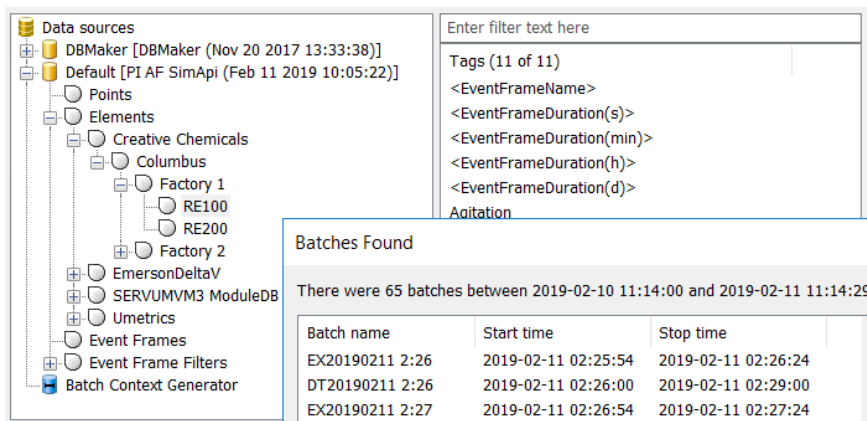 Data sources
DBMaker [DBMaker (Nov 20 2017 13:33:38)]
Default [PI AF SimApi (Feb 11 2019 10:05:22)]
Points
Elements
Creative Chemicals
Columbus
Factory 1
RE100
RE200
Factory 2
EmersonDeltaV
SERVUMVM3 ModuleDB
Umetrics
Event Frames
Event Frame Filters
Batch Context Generator
Enter filter text here
Tags (11 of 11)
<EventFrameName>
<EventFrameDuration(s)>
<EventFrameDuration(min)>
<EventFrameDuration(h)>
<EventFrameDuration(d)>
Agitation
Batches Found
There were 65 batches between 2019-02-10 11:14:00 and 2019-02-11 11:14:29
Batch name Start time Stop time
EX20190211 2:26 2019-02-11 02:25:54 2019-02-11 02:26:24
DT20190211 2:26 2019-02-11 02:26:00 2019-02-11 02:29:00
EX20190211 2:27 2019-02-11 02:26:54 2019-02-11 02:27:24